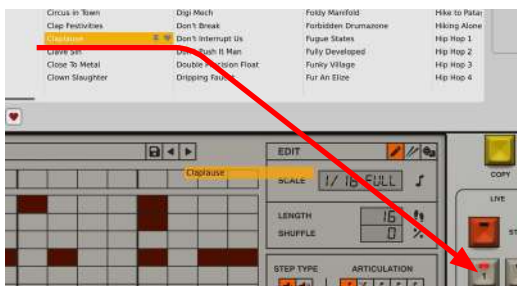 Circus in Town
Digi Mech
Foldy Manifold
Clap Festivities
Don't Break
Forbidden Drumazone
Hiking Alone
Claplause
Don't Interrupt Us
Fugue States
Hip Hop 1
Clave Sin
Fully Developed
Hip Hop 2
Close To Metal
Double Precision Float
Funky Village
Hip Hop 3
Clown Slaughter
Dripping Faucet
Fur An Elize
Hip Hop 4
EDIT
Claplause
SCALE
1/16 FULL
COPY
LIVE
LENGTH
16
SHUFFLE
0
STEP TYPE
ARTICULATION
1